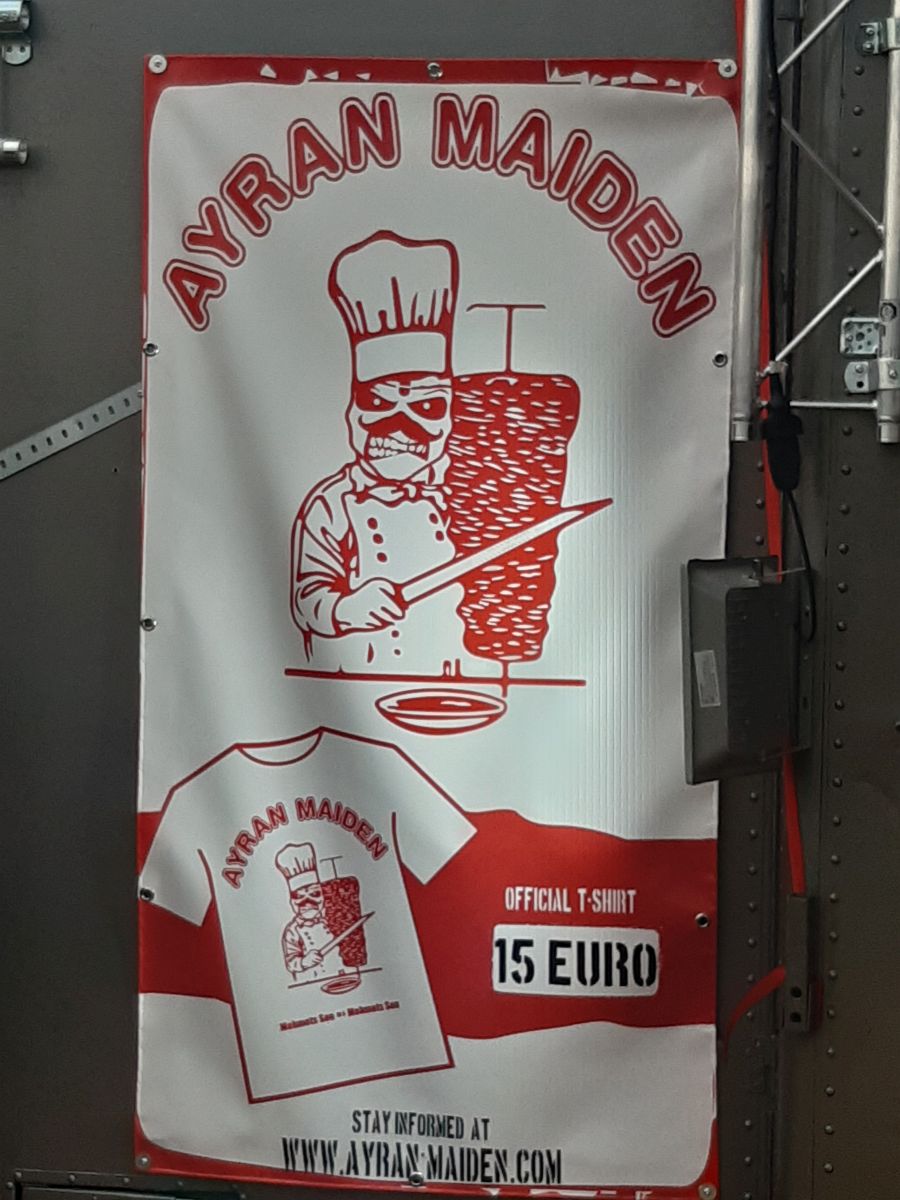 AYRAN MAIDEN
AYRAN MAIDEN
OFFICIAL T-SHIRT
15 EURO
STAY INFORMED AT
WWW.AYRAN-MAIDEN.COM